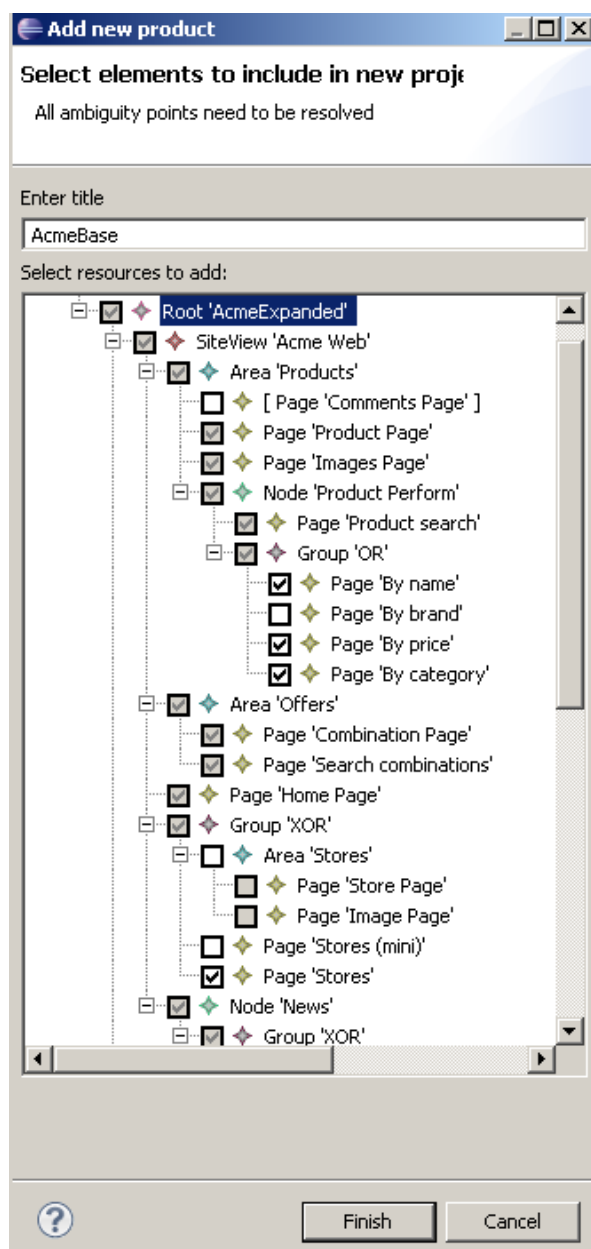 Add new product
Select elements to include in new proje
All ambiguity points need to be resolved
Enter title
AcmeBase
Select resources to add:
Root 'AcmeExpanded'
SiteView 'Acme Web'
Area 'Products'
[ Page 'Comments Page' ]
Page 'Product Page'
Page 'Images Page'
Node 'Product Perform'
Page 'Product search'
Group 'OR'
Page 'By name'
Page 'By brand'
Page 'By price'
Page 'By category'
Area 'Offers'
Page 'Combination Page'
Page 'Search combinations'
Page 'Home Page'
Group 'XOR'
Area 'Stores'
Page 'Store Page'
Page 'Image Page'
Page 'Stores (mini)'
Page 'Stores'
Node 'News'
Group 'XOR'
? Finish Cancel